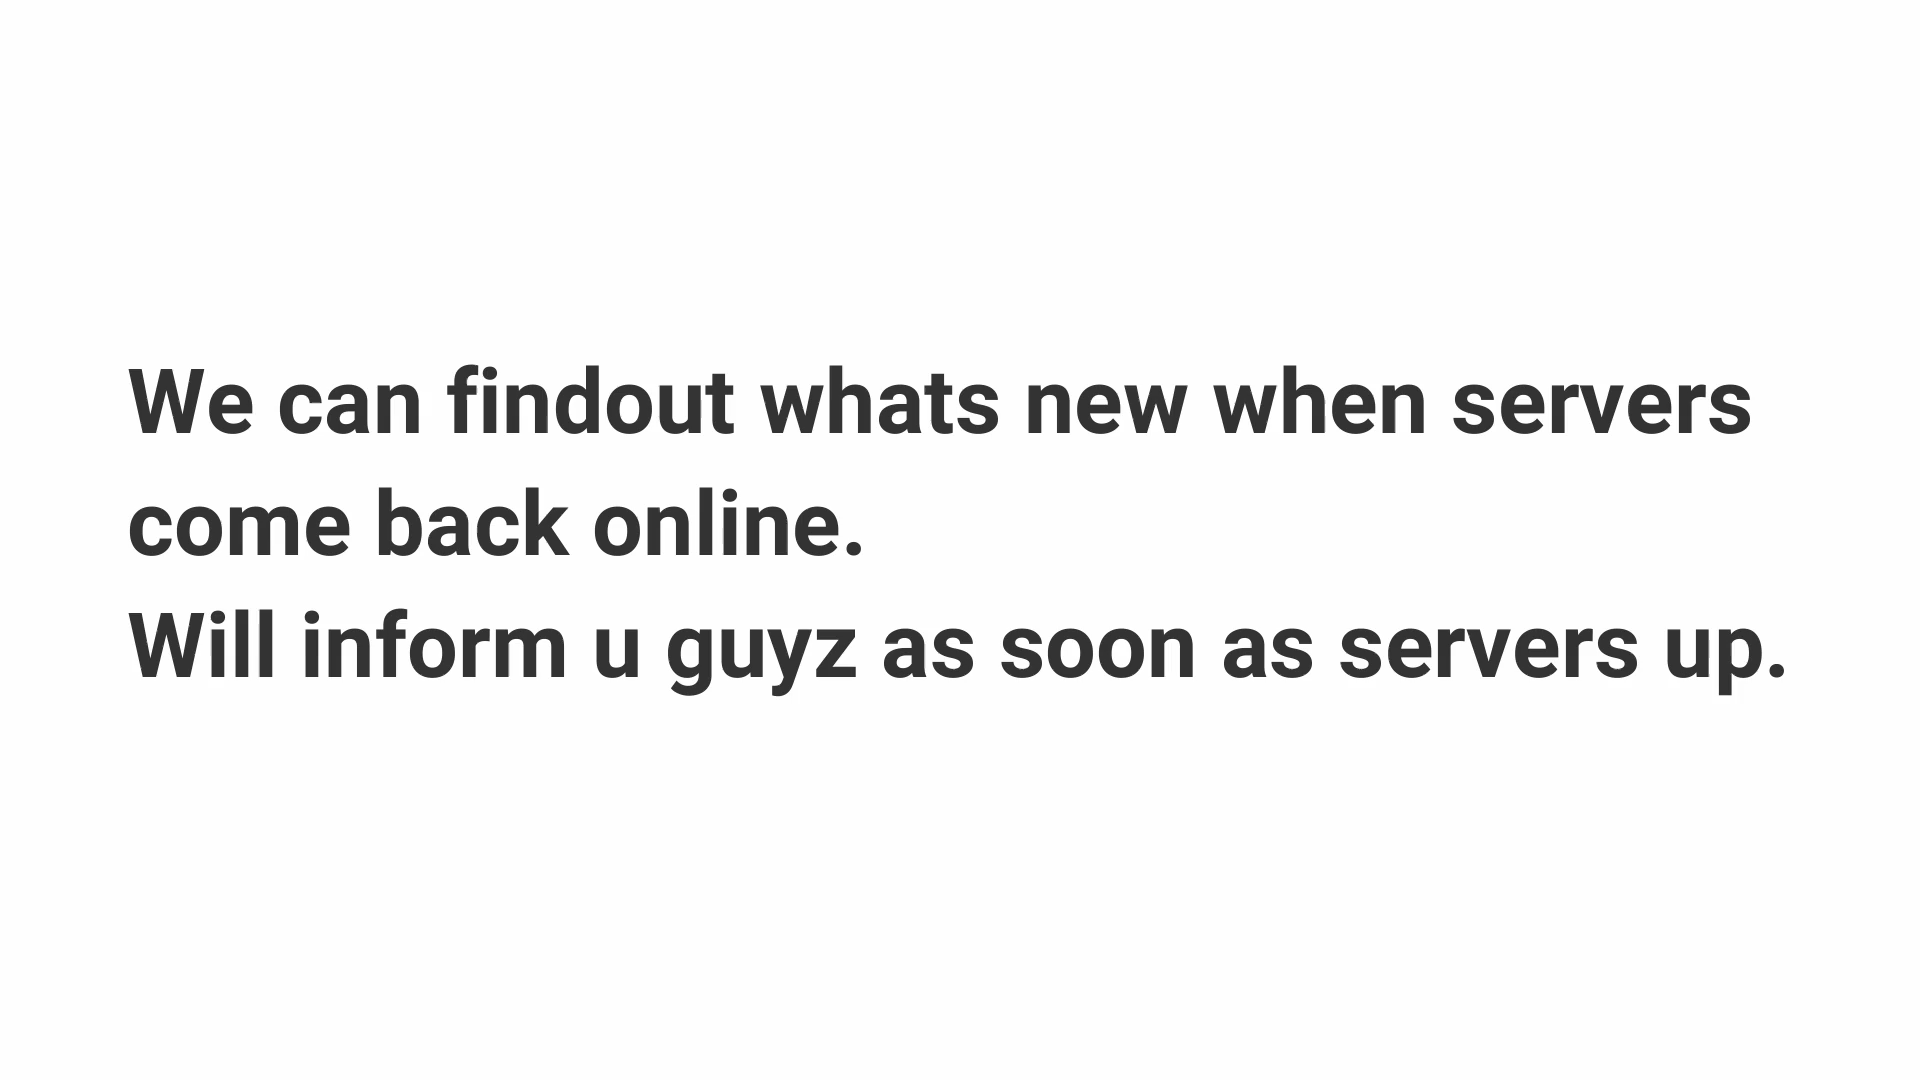 We can findout whats new when servers
come back online.
Will inform u guyz as soon as servers up.